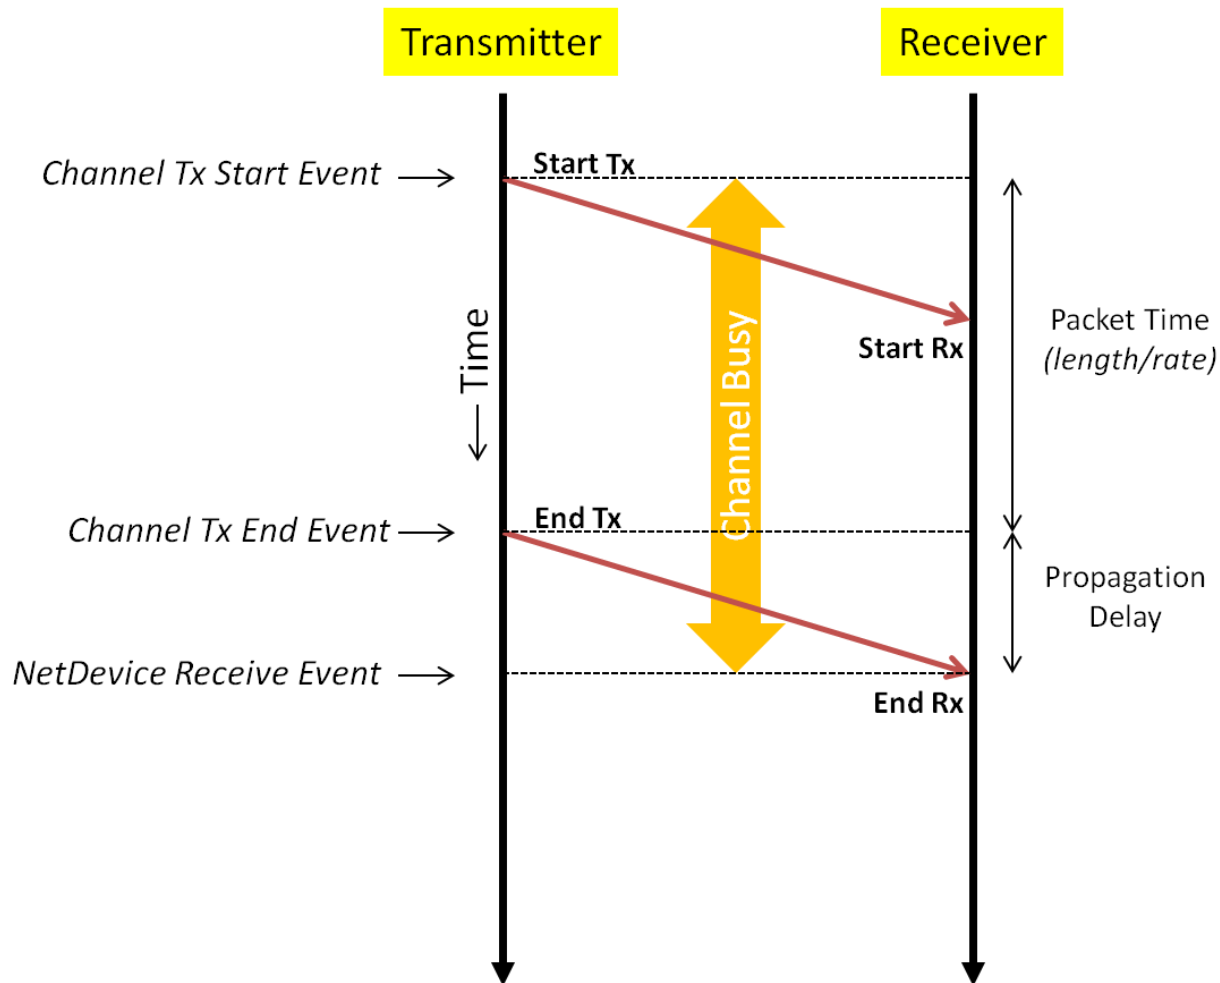 Transmitter
Receiver
Channel Tx Start Event
Start Tx
Time
Channel Busy
Start Rx
Packet Time
(length/rate)
Channel Tx End Event
End Tx
Propagation
Delay
NetDevice Receive Event
End Rx